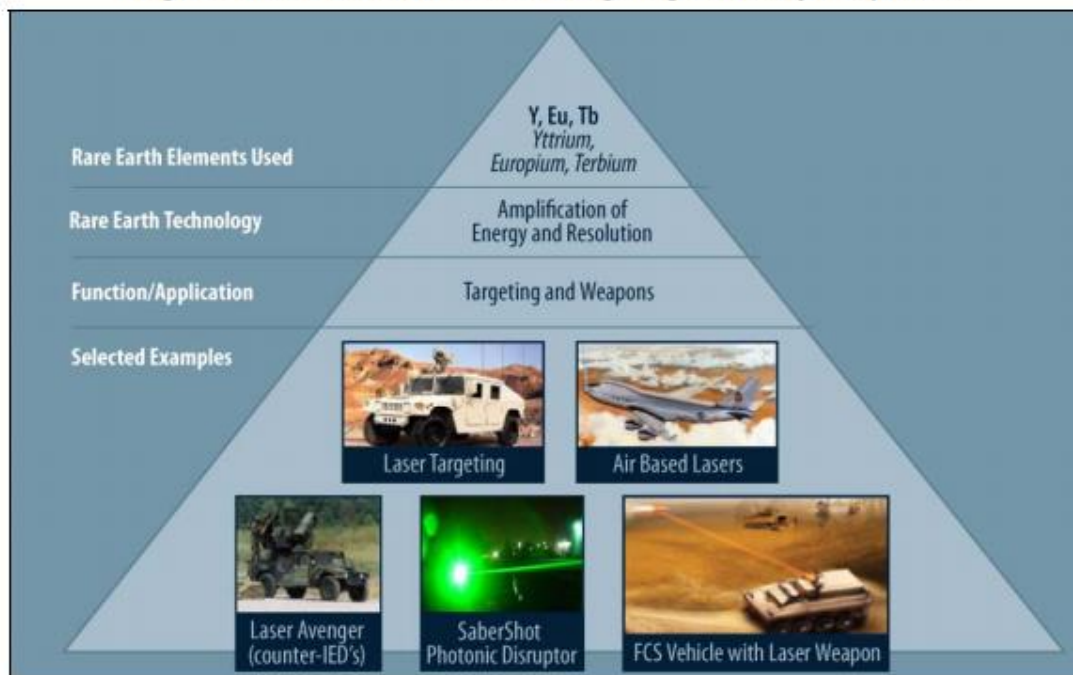 Y, Eu, Tb
Yttrium,
Rare Earth Elements Used
Europium, Terbium
Rare Earth Technology
Amplification of
Energy and Resolution
Function/Application
Targeting and Weapons
Selected Examples
Laser Targeting
Air Based Lasers
Laser Avenger
(counter-IED's)
SaberShot
Photonic Disruptor
FCS Vehicle with Laser Weapon